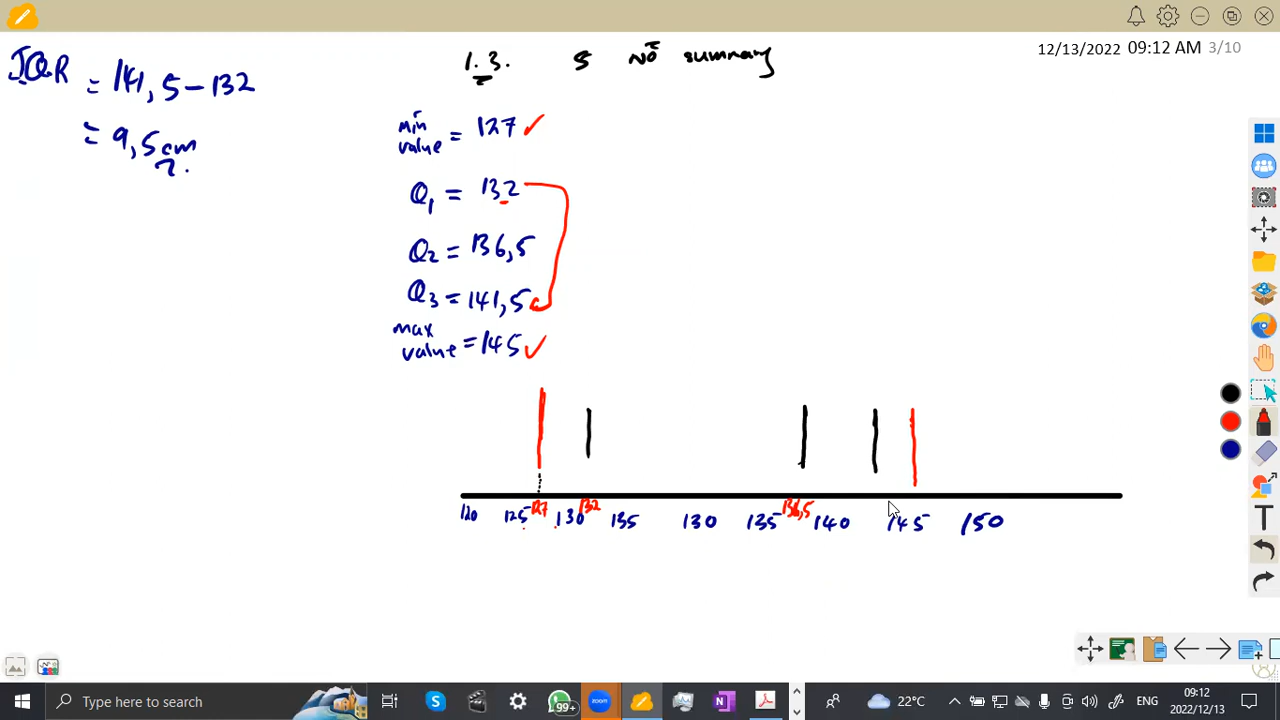 12/13/2022 09:12 AM 3/10
1.3. 5 No summary
IQR = 141,5-132
= 9,5cm
min value = 127 ✓
Q1 = 132
Q2 = 136,5
Q3 = 141,5
max value = 145 ✓
127 132 136,5
120 125 130 135 130 135 140 145 150
Type here to search
99+
22°C
ENG
09:12
2022/12/13